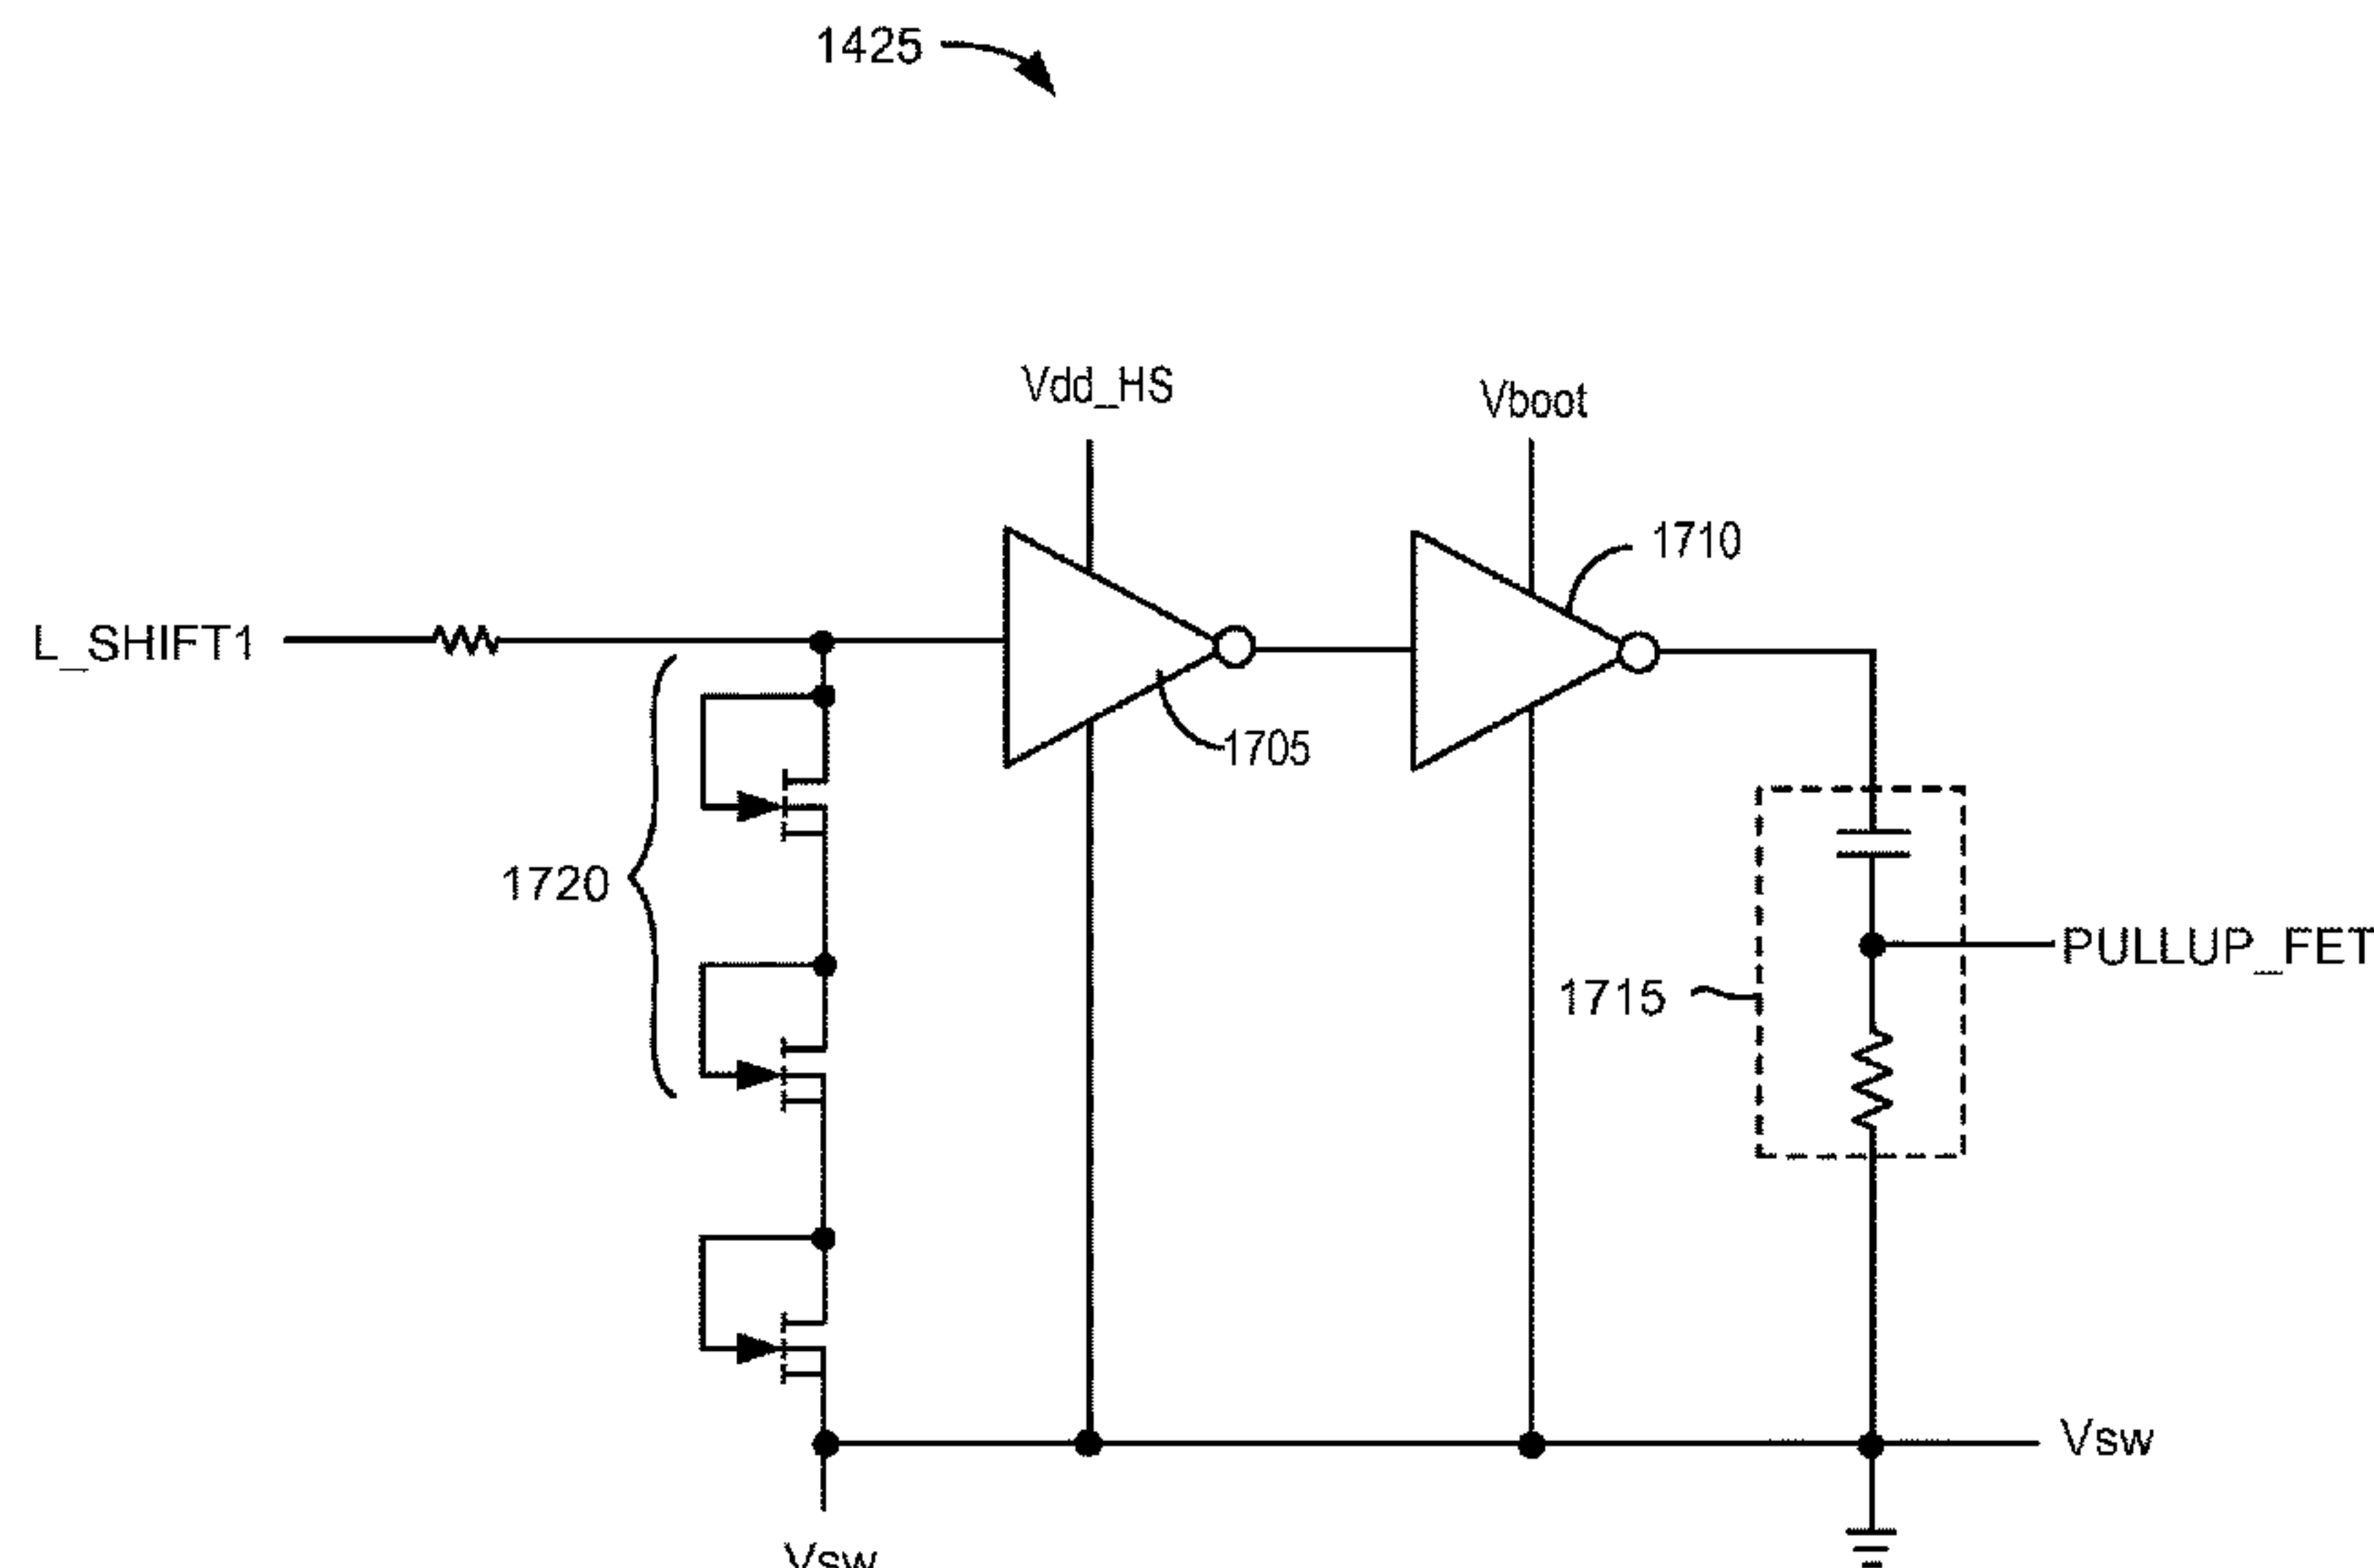 1425
Vdd_HS
Vboot
1710
L_SHIFT1
1705
1720
PULLUP_FET
1715
Vsw
Vsw